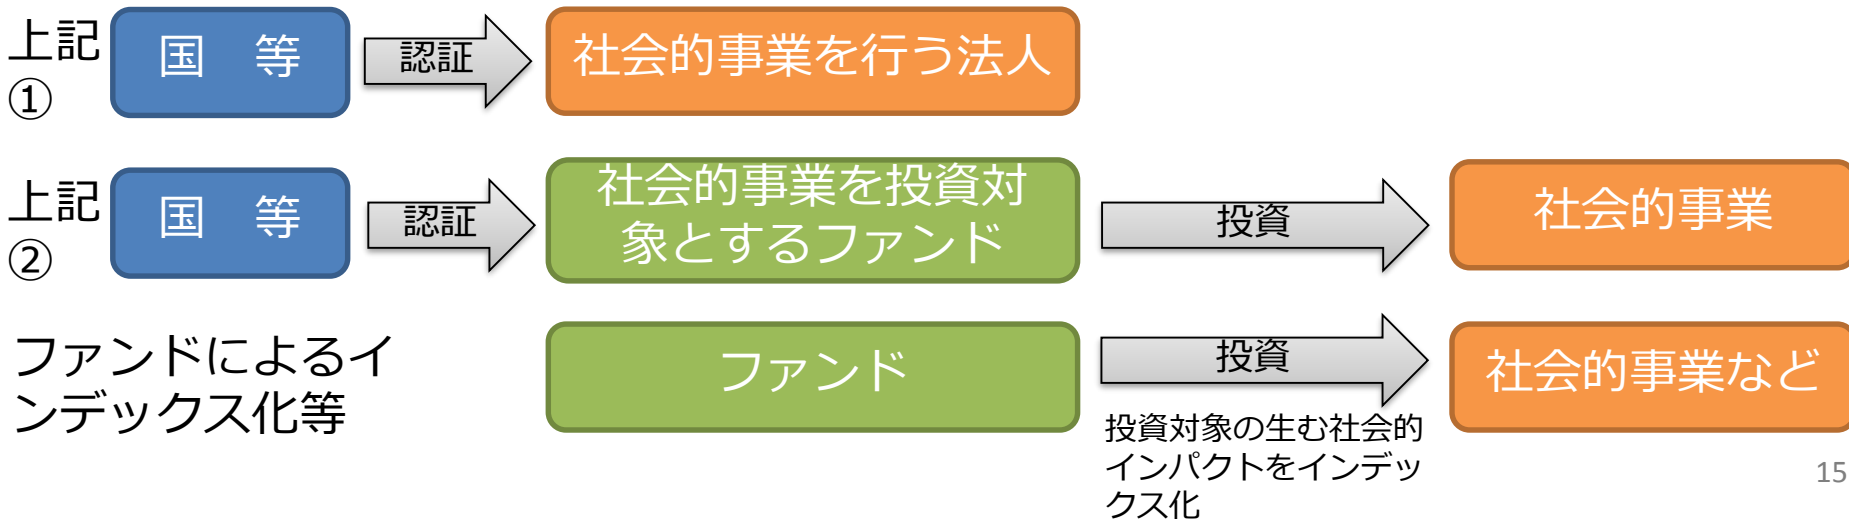 上記
①
国　等
認証
社会的事業を行う法人
上記
②
国　等
認証
社会的事業を投資対
象とするファンド
投資
社会的事業
ファンドによるイ
ンデックス化等
ファンド
投資
社会的事業など
投資対象の生む社会的
インパクトをインデッ
クス化
15